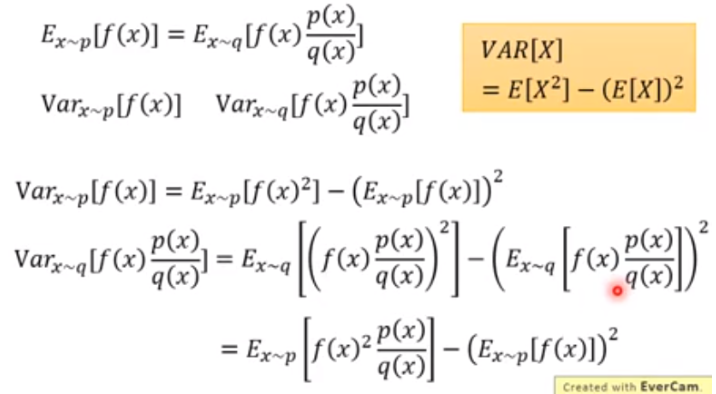 E_{x~p}[f(x)] = E_{x~q}[f(x) p(x)/q(x)]
VAR[X]
= E[X²] − (E[X])²
Var_{x~p}[f(x)] Var_{x~q}[f(x) p(x)/q(x)]
Var_{x~p}[f(x)] = E_{x~p}[f(x)²] − (E_{x~p}[f(x)])²
Var_{x~q}[f(x) p(x)/q(x)] = E_{x~q}[(f(x) p(x)/q(x))²] − (E_{x~q}[f(x) p(x)/q(x)])²
= E_{x~p}[f(x)² p(x)/q(x)] − (E_{x~p}[f(x)])²
Created with EverCam.